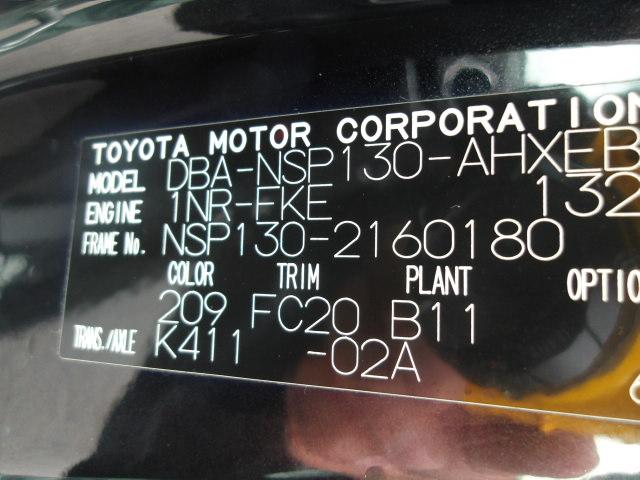 TOYOTA MOTOR CORPORATION
MODEL DBA-NSP130-AHXEB
ENGINE 1NR-FKE 132
FRAME No. NSP130-2160180
COLOR TRIM PLANT OPTIO
209 FC20 B11
TRANS./AXLE K411 -02A